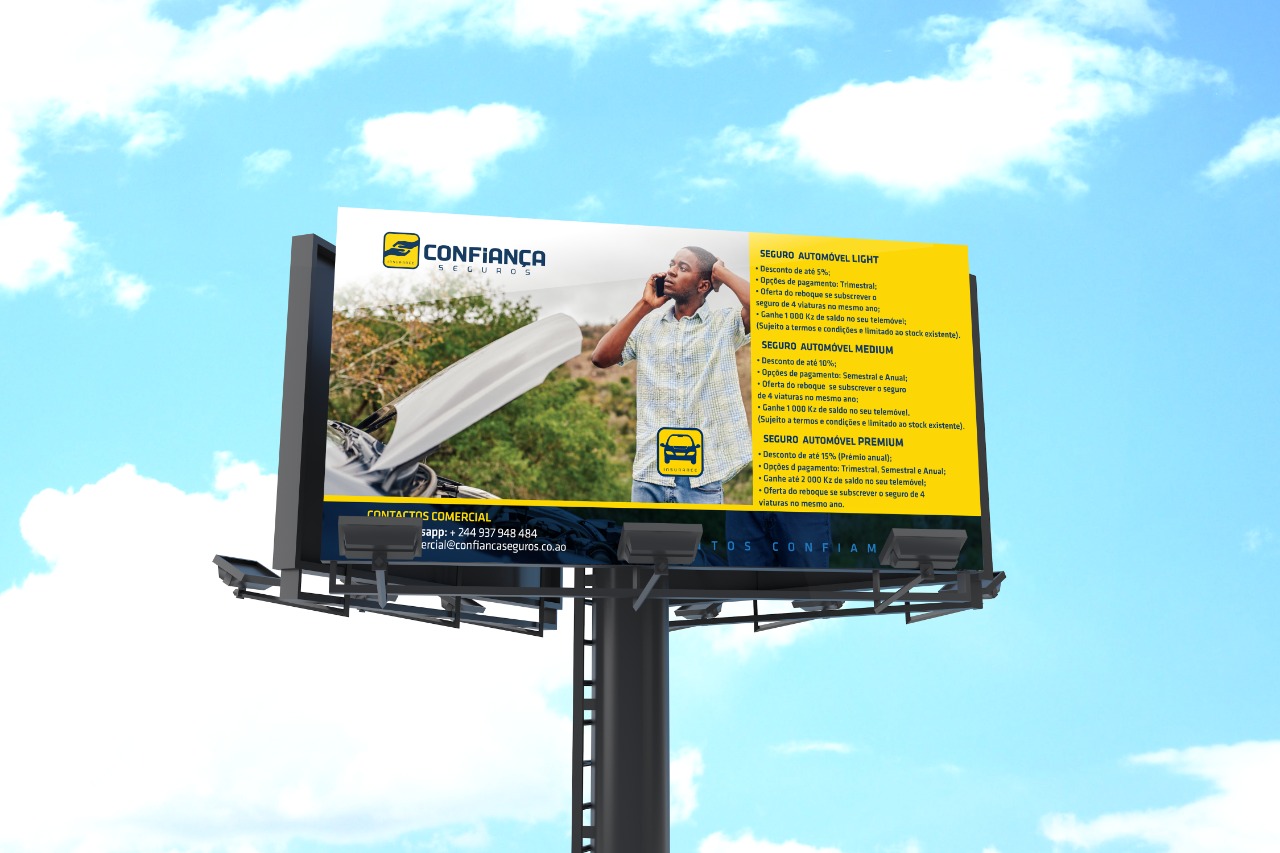 CONFiANÇA
SEGUROS
INSURANCE
SEGURO AUTOMÓVEL LIGHT
• Desconto de até 5%;
• Opções de pagamento: Trimestral;
• Oferta do reboque se subscrever o
seguro de 4 viaturas no mesmo ano;
• Ganhe 1 000 Kz de saldo no seu telemóvel;
(Sujeito a termos e condições e limitado ao stock existente).
SEGURO AUTOMÓVEL MEDIUM
• Desconto de até 10%;
• Opções de pagamento: Semestral e Anual;
• Oferta do reboque se subscrever o seguro
de 4 viaturas no mesmo ano;
• Ganhe 1 000 Kz de saldo no seu telemóvel.
(Sujeito a termos e condições e limitado ao stock existente).
SEGURO AUTOMÓVEL PREMIUM
• Desconto de até 15% (Prémio anual);
• Opções d pagamento: Trimestral, Semestral e Anual;
• Ganhe até 2 000 Kz de saldo no seu telemóvel;
• Oferta do reboque se subscrever o seguro de 4
viaturas no mesmo ano.
INSURANCE
CONTACTOS COMERCIAL
sapp: + 244 937 948 484
ercial@confiancaseguros.co.ao
TOS CONFIAM